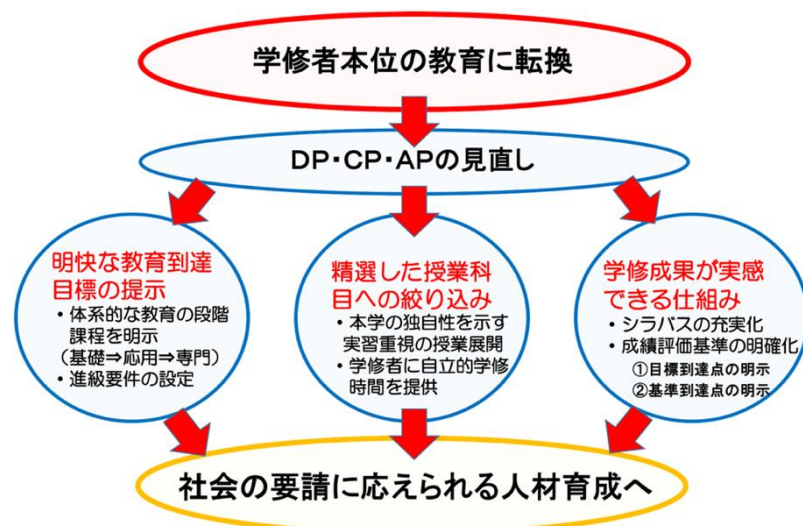 学修者本位の教育に転換
DP・CP・APの見直し
明快な教育到達
目標の提示
・体系的な教育の段階
課程を明示
(基礎⇒応用⇒専門)
・進級要件の設定
精選した授業科
目への絞り込み
・本学の独自性を示す
実習重視の授業展開
・学修者に自立的学修
時間を提供
学修成果が実感
できる仕組み
・シラバスの充実化
・成績評価基準の明確化
①目標到達点の明示
②基準到達点の明示
社会の要請に応えられる人材育成へ